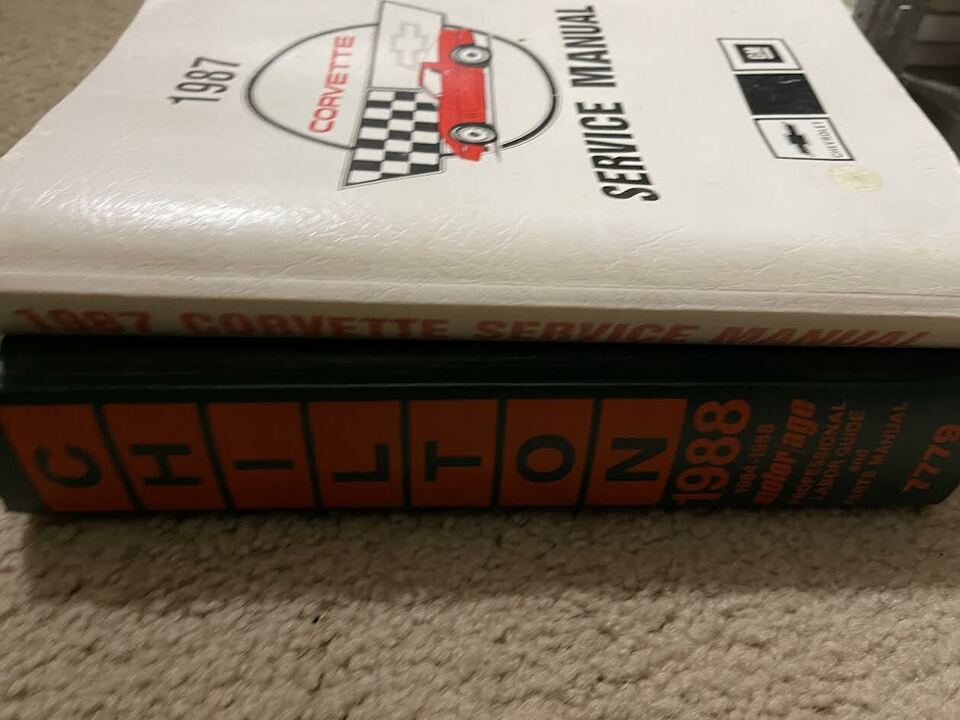 1987
CORVETTE
SERVICE MANUAL
GM
CHEVROLET
1987 CORVETTE SERVICE MANUAL
CHILTON
1988
1984-1988
motor/age
PROFESSIONAL
LABOR GUIDE
and
PARTS MANUAL
7779